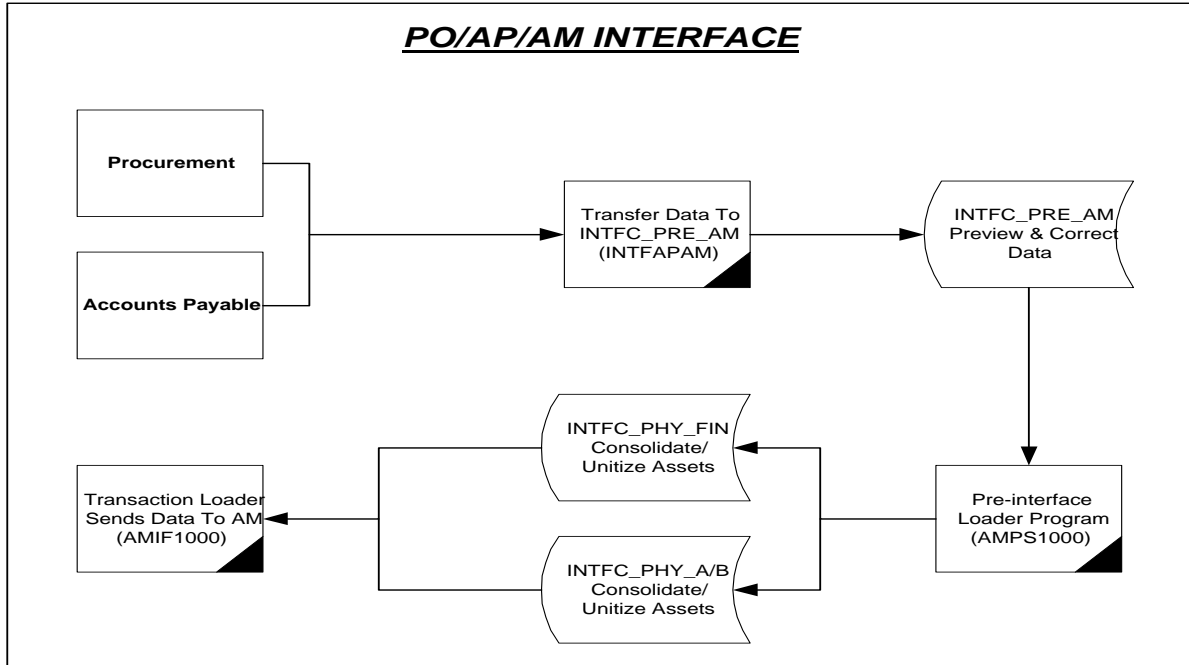 PO/AP/AM INTERFACE
Procurement
Accounts Payable
Transfer Data To
INTFC_PRE_AM
(INTFAPAM)
INTFC_PRE_AM
Preview & Correct
Data
Pre-interface
Loader Program
(AMPS1000)
INTFC_PHY_FIN
Consolidate/
Unitize Assets
INTFC_PHY_A/B
Consolidate/
Unitize Assets
Transaction Loader
Sends Data To AM
(AMIF1000)